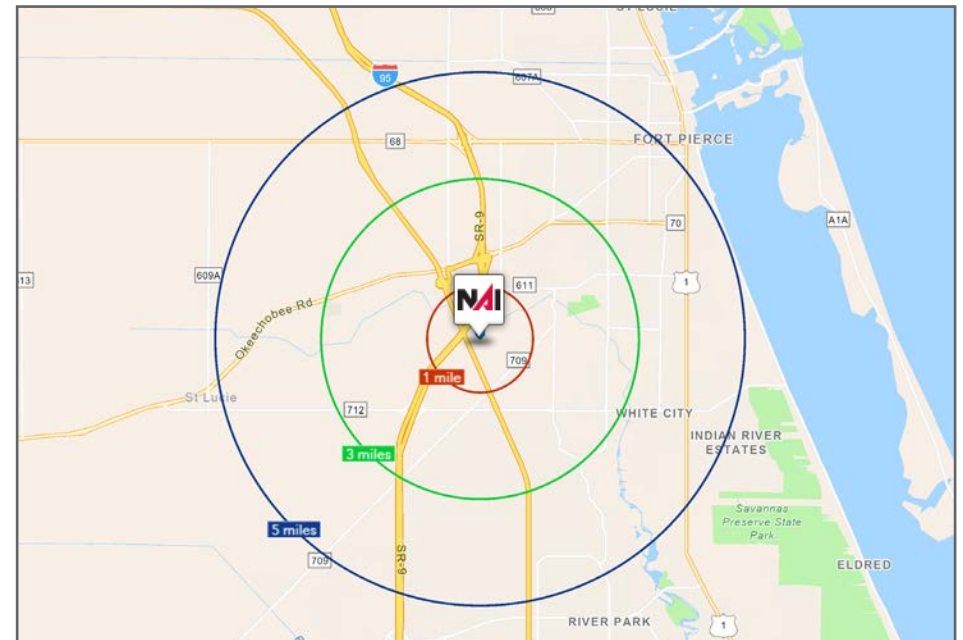 95
607A
68
FORT PIERCE
SR-9
70
A1A
609A
13
611
1
Okeechobee Rd
NAI
709
1 mile
St Lucie
712
WHITE CITY
INDIAN RIVER
ESTATES
3 miles
Savannas
Preserve State
Park
5 miles
709
SR-9
ELDRED
RIVER PARK
1